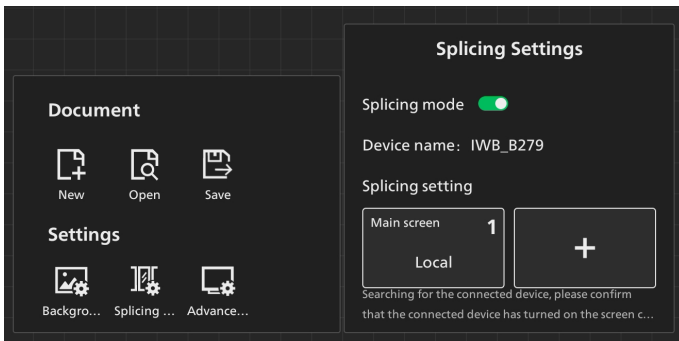 Document
New
Open
Save
Settings
Backgro...
Splicing ...
Advance...
Splicing Settings
Splicing mode
Device name: IWB_B279
Splicing setting
Main screen
1
Local
+
Searching for the connected device, please confirm
that the connected device has turned on the screen c...